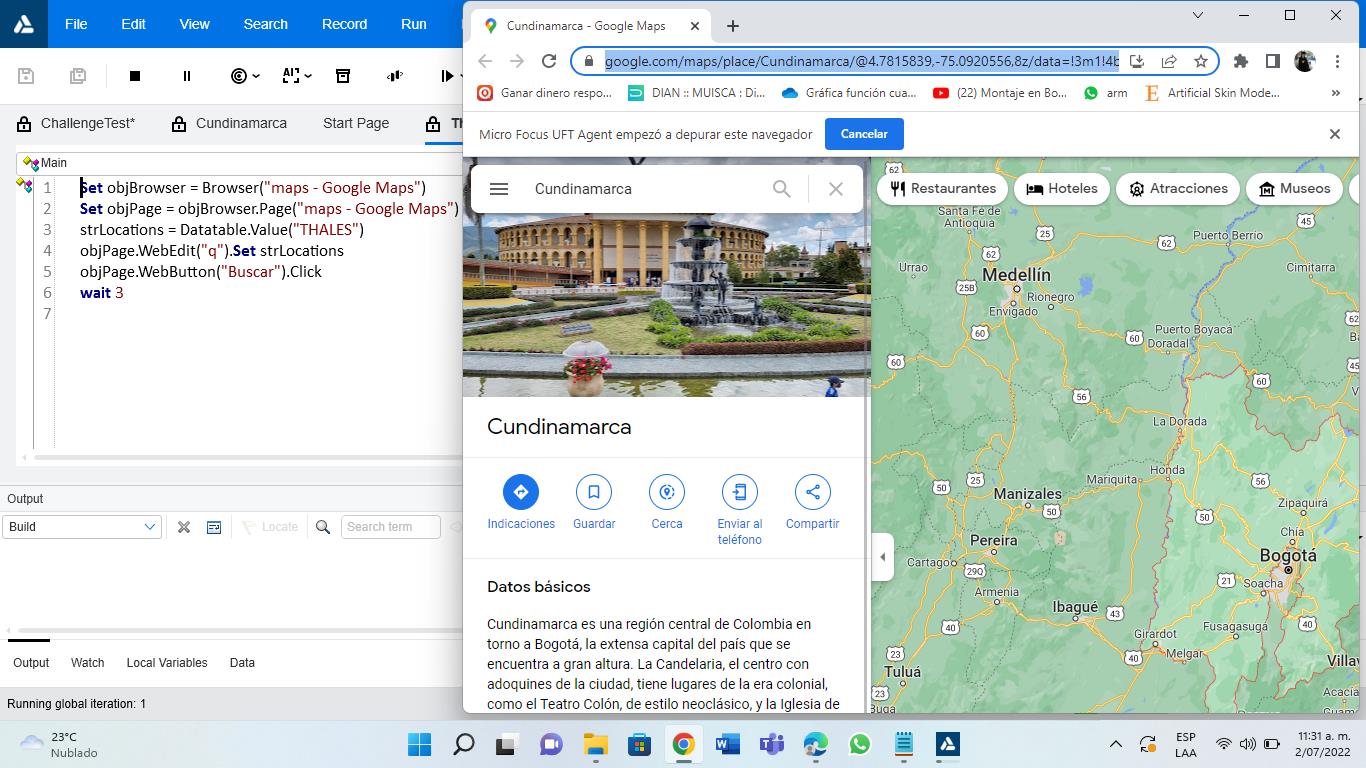 File Edit View Search Record Run
ChallengeTest* Cundinamarca Start Page Th
Main
1 Set objBrowser = Browser("maps - Google Maps")
2 Set objPage = objBrowser.Page("maps - Google Maps")
3 strLocations = Datatable.Value("THALES")
4 objPage.WebEdit("q").Set strLocations
5 objPage.WebButton("Buscar").Click
6 wait 3
7
Output
Build Locate Search term
Output Watch Local Variables Data
Running global iteration: 1
Cundinamarca - Google Maps
google.com/maps/place/Cundinamarca/@4.7815839,-75.0920556,8z/data=!3m1!4b
Ganar dinero respo... DIAN :: MUISCA : Di... Gráfica función cua... (22) Montaje en Bo... arm Artificial Skin Mode... »
Micro Focus UFT Agent empezó a depurar este navegador Cancelar
Cundinamarca
Cundinamarca
Indicaciones Guardar Cerca Enviar al teléfono Compartir
Datos básicos
Cundinamarca es una región central de Colombia en
torno a Bogotá, la extensa capital del país que se
encuentra a gran altura. La Candelaria, el centro con
adoquines de la ciudad, tiene lugares de la era colonial,
como el Teatro Colón, de estilo neoclásico, y la Iglesia de
Restaurantes Hoteles Atracciones Museos
62
Santa Fé de
Antioquia
25
62
Puerto Berrio
45
62
Urrao
Medellín
Cimitarra
25B
Rionegro
Envigado
60
60
Puerto Boyacá
Doradal
62
60
45
60
56
La Dorada
50
25
Mariquita
Honda
56
Manizales
50
50
Zipaquirá
Chía
Pereira
Bogotá
Cartago
29Q
21
Soacha
Armenia
Ibagué
43
40
Fusagasugá
40
Girardot
23
40
Melgar
Villav
Tuluá
23
Acacía
Buga
23°C
Nublado
W
ESP
LAA
11:31 a. m.
2/07/2022